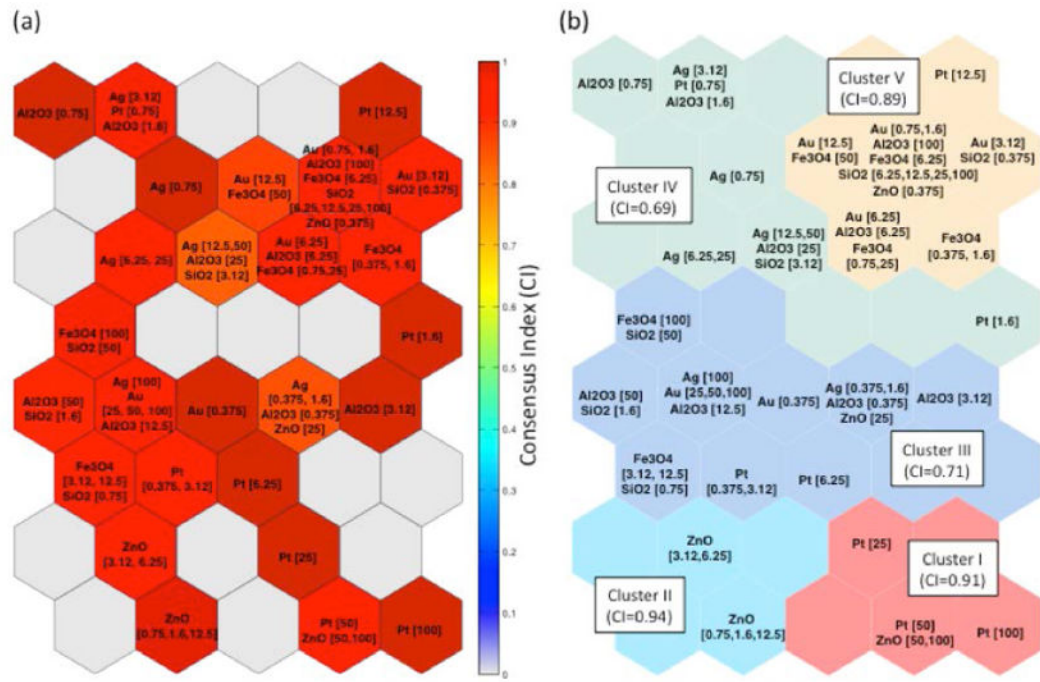 (a)
Al2O3 [0.75]
Ag [3.12]
Pt [0.75]
Al2O3 [1.6]
Pt [12.5]
Ag [0.75]
Au [12.5]
Fe3O4 [50]
Au [0.75, 1.6]
Al2O3 [100]
Fe3O4 [6.25]
SiO2
[6.25,12.5,25,100]
ZnO [0.375]
Au [3.12]
SiO2 [0.375]
Ag [6.25, 25]
Ag [12.5,50]
Al2O3 [25]
SiO2 [3.12]
Au [6.25]
Al2O3 [6.25]
Fe3O4 [0.75,25]
Fe3O4
[0.375, 1.6]
Fe3O4 [100]
SiO2 [50]
Pt [1.6]
Al2O3 [50]
SiO2 [1.6]
Ag [100]
Au
[25, 50, 100]
Al2O3 [12.5]
Au [0.375]
Ag
[0.375, 1.6]
Al2O3 [0.375]
ZnO [25]
Al2O3 [3.12]
Fe3O4
[3.12, 12.5]
SiO2 [0.75]
Pt
[0.375, 3.12]
Pt [6.25]
ZnO
[3.12, 6.25]
Pt [25]
ZnO
[0.75,1.6,12.5]
Pt [50]
ZnO [50,100]
Pt [100]
1
0.9
0.8
0.7
0.6
0.5
0.4
0.3
0.2
0.1
0
Consensus Index (CI)
(b)
Al2O3 [0.75]
Ag [3.12]
Pt [0.75]
Al2O3 [1.6]
Cluster V
(CI=0.89)
Pt [12.5]
Cluster IV
(CI=0.69)
Ag [0.75]
Au [12.5]
Fe3O4 [50]
Au [0.75,1.6]
Al2O3 [100]
Fe3O4 [6.25]
SiO2 [6.25,12.5,25,100]
ZnO [0.375]
Au [3.12]
SiO2 [0.375]
Ag [6.25,25]
Ag [12.5,50]
Al2O3 [25]
SiO2 [3.12]
Au [6.25]
Al2O3 [6.25]
Fe3O4
[0.75,25]
Fe3O4
[0.375, 1.6]
Fe3O4 [100]
SiO2 [50]
Pt [1.6]
Al2O3 [50]
SiO2 [1.6]
Ag [100]
Au [25,50,100]
Al2O3 [12.5]
Au [0.375]
Ag [0.375,1.6]
Al2O3 [0.375]
ZnO [25]
Al2O3 [3.12]
Fe3O4
[3.12, 12.5]
SiO2 [0.75]
Pt
[0.375,3.12]
Pt [6.25]
Cluster III
(CI=0.71)
ZnO
[3.12,6.25]
Pt [25]
Cluster I
(CI=0.91)
Cluster II
(CI=0.94)
ZnO
[0.75,1.6,12.5]
Pt [50]
ZnO [50,100]
Pt [100]